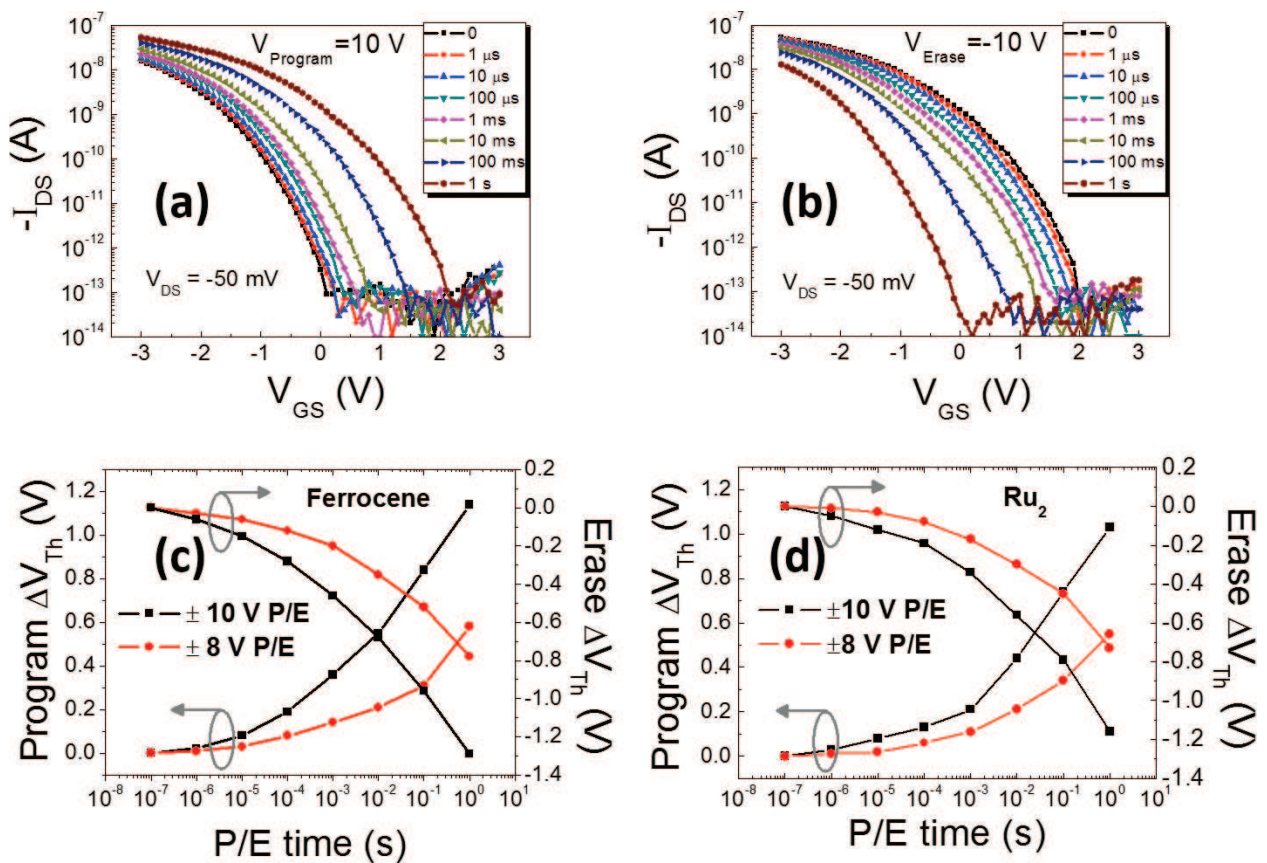 V_Program =10 V
0
1 μs
10 μs
100 μs
1 ms
10 ms
100 ms
1 s
(a)
V_DS = -50 mV
-I_DS (A)
10^-7
10^-8
10^-9
10^-10
10^-11
10^-12
10^-13
10^-14
-3 -2 -1 0 1 2 3
V_GS (V)
V_Erase =-10 V
0
1 μs
10 μs
100 μs
1 ms
10 ms
100 ms
1 s
(b)
V_DS = -50 mV
-I_DS (A)
10^-7
10^-8
10^-9
10^-10
10^-11
10^-12
10^-13
10^-14
-3 -2 -1 0 1 2 3
V_GS (V)
Ferrocene
(c)
± 10 V P/E
± 8 V P/E
Program ΔV_Th (V)
1.2
1.0
0.8
0.6
0.4
0.2
0.0
Erase ΔV_Th (V)
0.2
0.0
-0.2
-0.4
-0.6
-0.8
-1.0
-1.2
-1.4
10^-8 10^-7 10^-6 10^-5 10^-4 10^-3 10^-2 10^-1 10^0 10^1
P/E time (s)
Ru_2
(d)
±10 V P/E
±8 V P/E
Program ΔV_Th (V)
1.2
1.0
0.8
0.6
0.4
0.2
0.0
Erase ΔV_Th (V)
0.2
0.0
-0.2
-0.4
-0.6
-0.8
-1.0
-1.2
-1.4
10^-8 10^-7 10^-6 10^-5 10^-4 10^-3 10^-2 10^-1 10^0 10^1
P/E time (s)